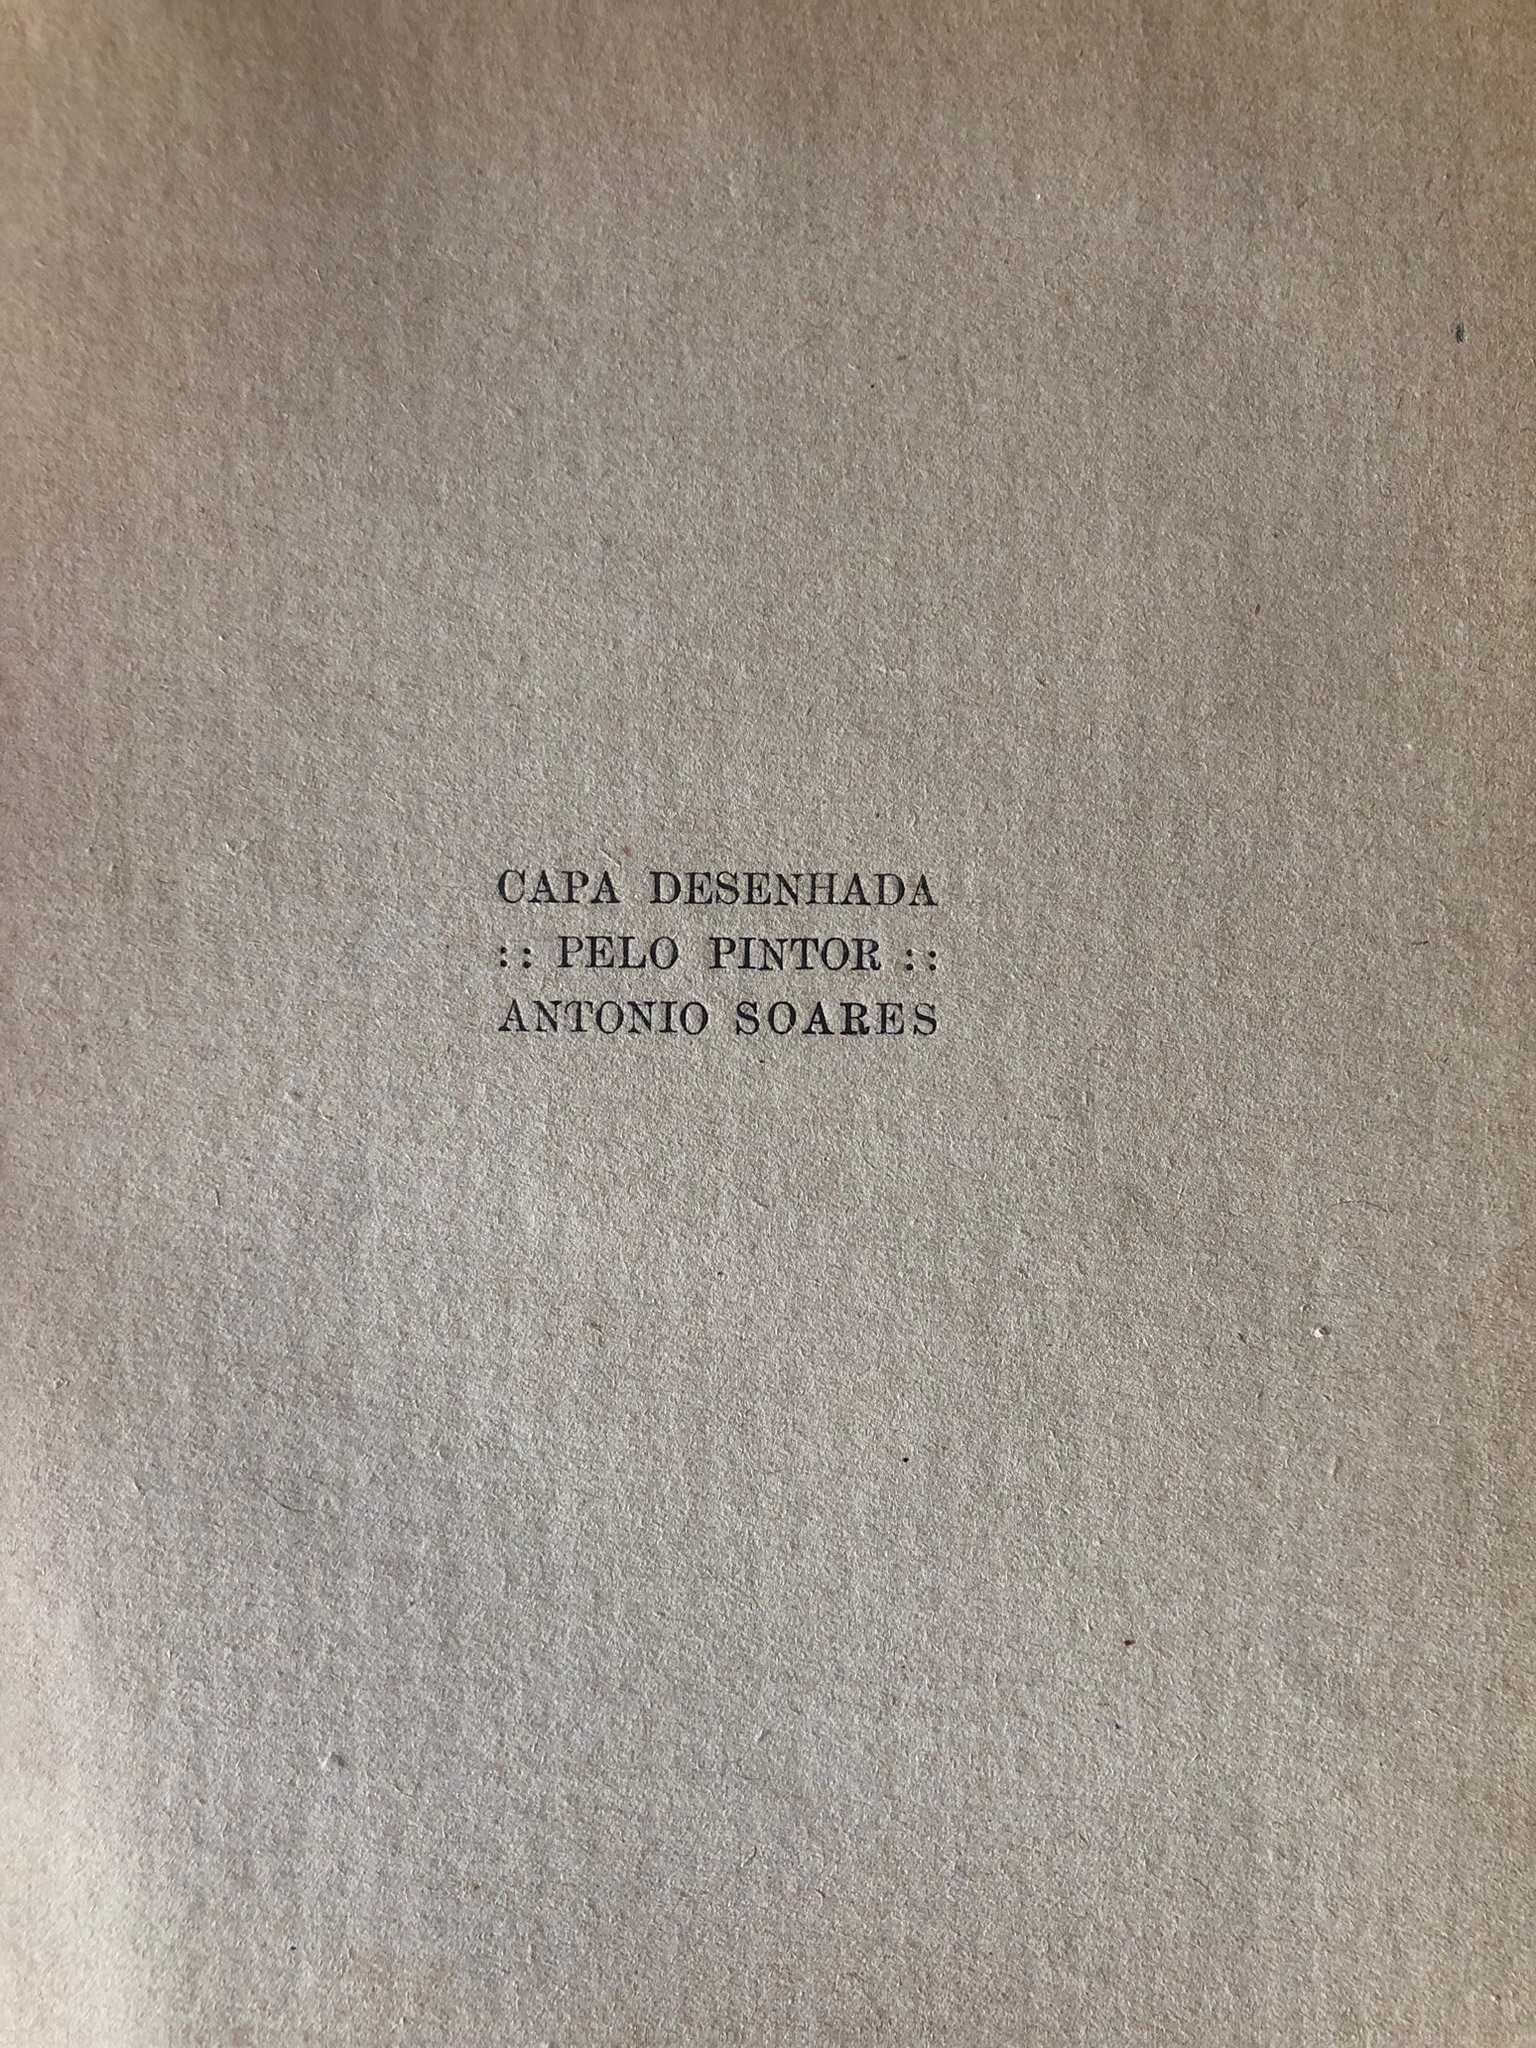 CAPA DESENHADA
:: PELO PINTOR ::
ANTONIO SOARES